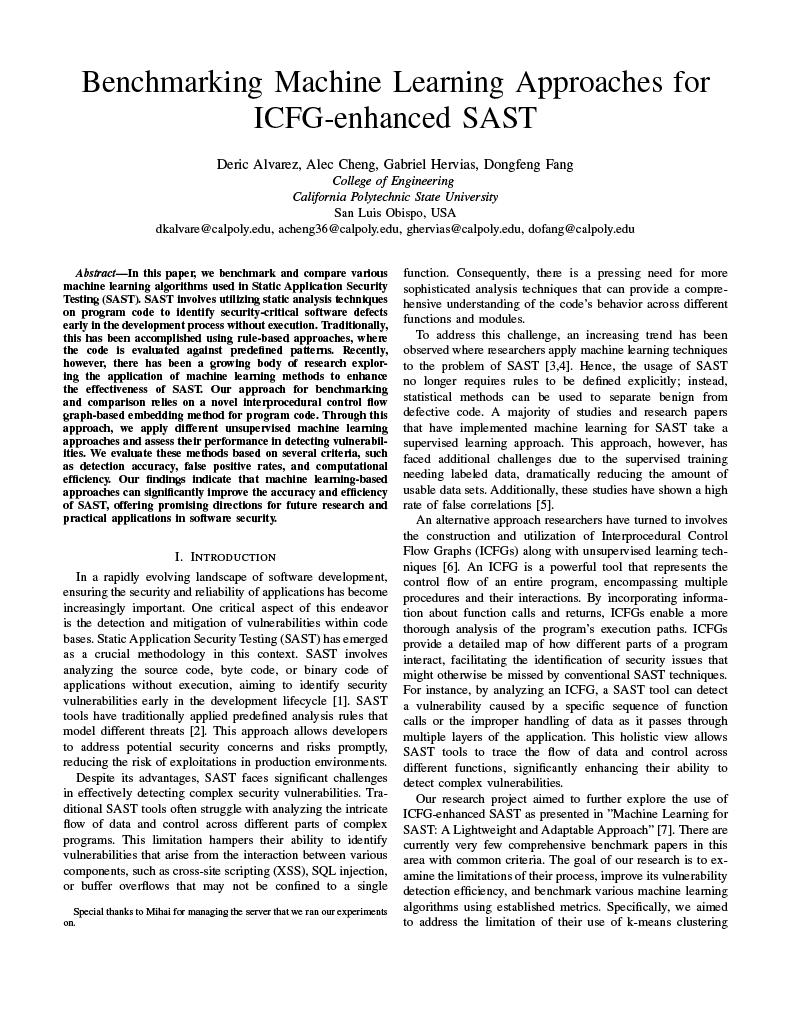 Benchmarking Machine Learning Approaches for
ICFG-enhanced SAST
Deric Alvarez, Alec Cheng, Gabriel Hervias, Dongfeng Fang
College of Engineering
California Polytechnic State University
San Luis Obispo, USA
dkalvare@calpoly.edu, acheng36@calpoly.edu, ghervias@calpoly.edu, dofang@calpoly.edu
Abstract—In this paper, we benchmark and compare various
machine learning algorithms used in Static Application Security
Testing (SAST). SAST involves utilizing static analysis techniques
on program code to identify security-critical software defects
early in the development process without execution. Traditionally,
this has been accomplished using rule-based approaches, where
the code is evaluated against predefined patterns. Recently,
however, there has been a growing body of research explor-
ing the application of machine learning methods to enhance
the effectiveness of SAST. Our approach for benchmarking
and comparison relies on a novel interprocedural control flow
graph-based embedding method for program code. Through this
approach, we apply different unsupervised machine learning
approaches and assess their performance in detecting vulnerabil-
ities. We evaluate these methods based on several criteria, such
as detection accuracy, false positive rates, and computational
efficiency. Our findings indicate that machine learning-based
approaches can significantly improve the accuracy and efficiency
of SAST, offering promising directions for future research and
practical applications in software security.
I. INTRODUCTION
In a rapidly evolving landscape of software development,
ensuring the security and reliability of applications has become
increasingly important. One critical aspect of this endeavor
is the detection and mitigation of vulnerabilities within code
bases. Static Application Security Testing (SAST) has emerged
as a crucial methodology in this context. SAST involves
analyzing the source code, byte code, or binary code of
applications without execution, aiming to identify security
vulnerabilities early in the development lifecycle [1]. SAST
tools have traditionally applied predefined analysis rules that
model different threats [2]. This approach allows developers
to address potential security concerns and risks promptly,
reducing the risk of exploitations in production environments.
Despite its advantages, SAST faces significant challenges
in effectively detecting complex security vulnerabilities. Tra-
ditional SAST tools often struggle with analyzing the intricate
flow of data and control across different parts of complex
programs. This limitation hampers their ability to identify
vulnerabilities that arise from the interaction between various
components, such as cross-site scripting (XSS), SQL injection,
or buffer overflows that may not be confined to a single
Special thanks to Mihai for managing the server that we ran our experiments
on.
function. Consequently, there is a pressing need for more
sophisticated analysis techniques that can provide a compre-
hensive understanding of the code's behavior across different
functions and modules.
To address this challenge, an increasing trend has been
observed where researchers apply machine learning techniques
to the problem of SAST [3,4]. Hence, the usage of SAST
no longer requires rules to be defined explicitly; instead,
statistical methods can be used to separate benign from
defective code. A majority of studies and research papers
that have implemented machine learning for SAST take a
supervised learning approach. This approach, however, has
faced additional challenges due to the supervised training
needing labeled data, dramatically reducing the amount of
usable data sets. Additionally, these studies have shown a high
rate of false correlations [5].
An alternative approach researchers have turned to involves
the construction and utilization of Interprocedural Control
Flow Graphs (ICFGs) along with unsupervised learning tech-
niques [6]. An ICFG is a powerful tool that represents the
control flow of an entire program, encompassing multiple
procedures and their interactions. By incorporating informa-
tion about function calls and returns, ICFGs enable a more
thorough analysis of the program's execution paths. ICFGs
provide a detailed map of how different parts of a program
interact, facilitating the identification of security issues that
might otherwise be missed by conventional SAST techniques.
For instance, by analyzing an ICFG, a SAST tool can detect
a vulnerability caused by a specific sequence of function
calls or the improper handling of data as it passes through
multiple layers of the application. This holistic view allows
SAST tools to trace the flow of data and control across
different functions, significantly enhancing their ability to
detect complex vulnerabilities.
Our research project aimed to further explore the use of
ICFG-enhanced SAST as presented in ”Machine Learning for
SAST: A Lightweight and Adaptable Approach” [7]. There are
currently very few comprehensive benchmark papers in this
area with common criteria. The goal of our research is to ex-
amine the limitations of their process, improve its vulnerability
detection efficiency, and benchmark various machine learning
algorithms using established metrics. Specifically, we aimed
to address the limitation of their use of k-means clustering